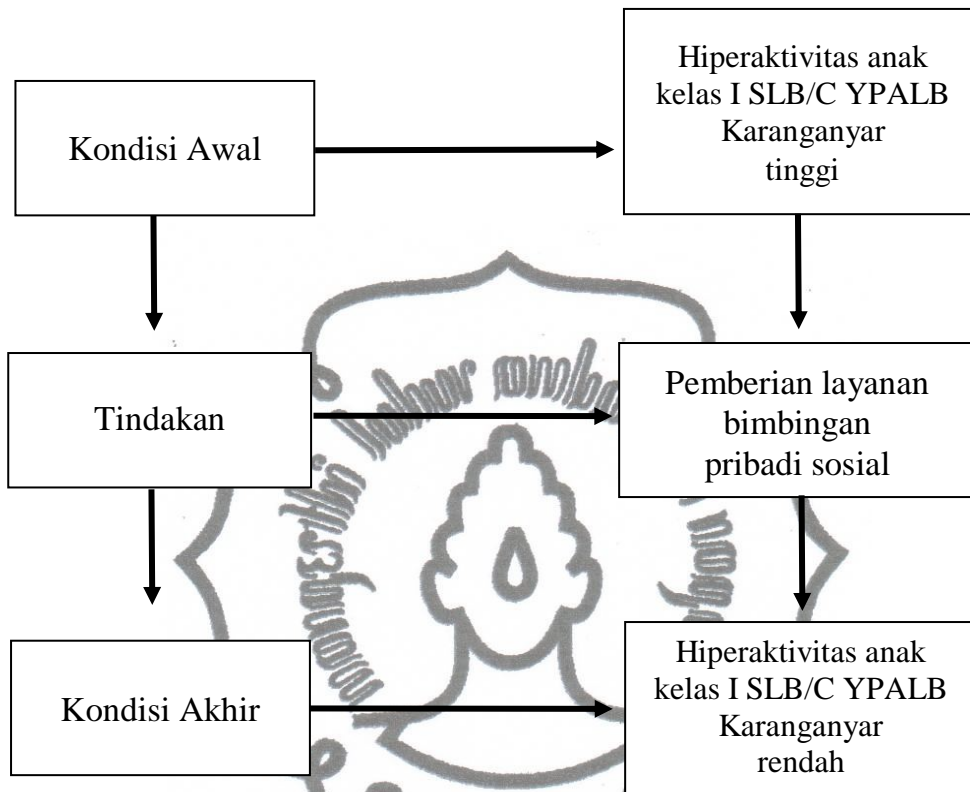 Kondisi Awal
Hiperaktivitas anak
kelas I SLB/C YPALB
Karanganyar
tinggi
Tindakan
Pemberian layanan
bimbingan
pribadi sosial
Kondisi Akhir
Hiperaktivitas anak
kelas I SLB/C YPALB
Karanganyar
rendah